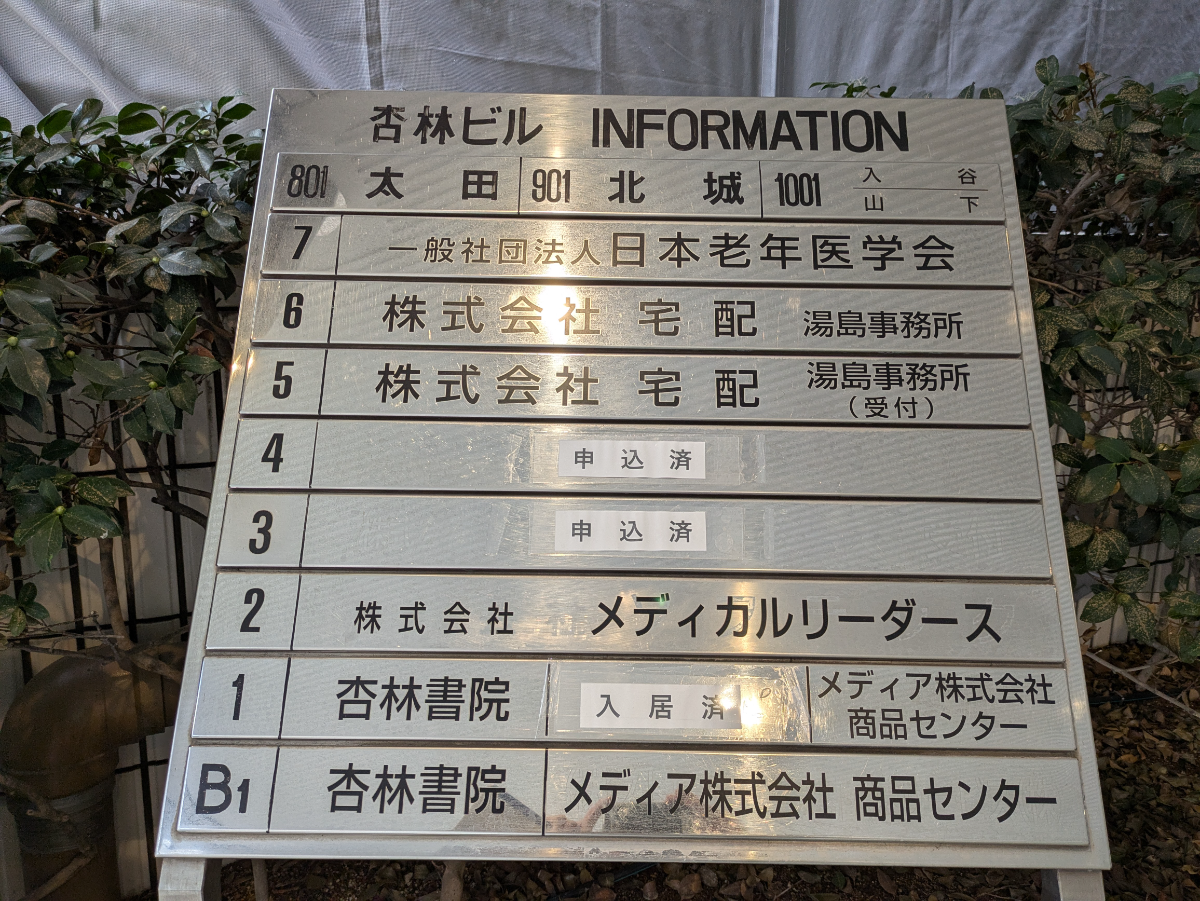 杏林ビル INFORMATION
801 太田 901 北城 1001 入谷
山下
7 一般社団法人日本老年医学会
6 株式会社 宅配 湯島事務所
5 株式会社 宅配 湯島事務所
（受付）
4 申込済
3 申込済
2 株式会社 メディカルリーダース
1 杏林書院 入居済 メディア株式会社
商品センター
B1 杏林書院 メディア株式会社 商品センター